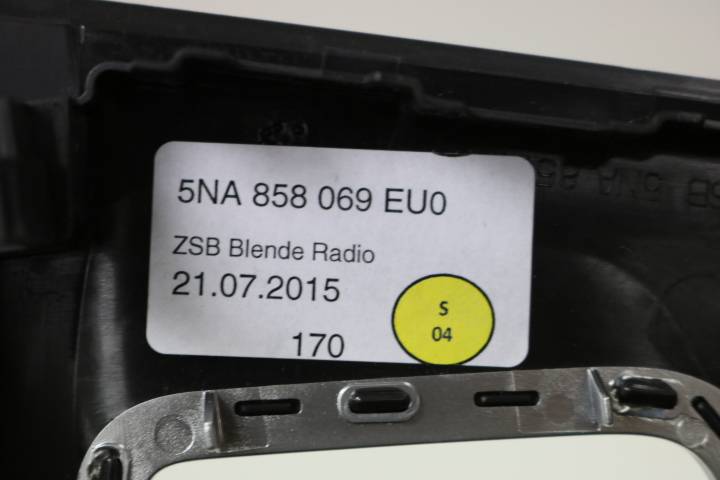 5NA 858 069 EU0
ZSB Blende Radio
21.07.2015
170
S
04